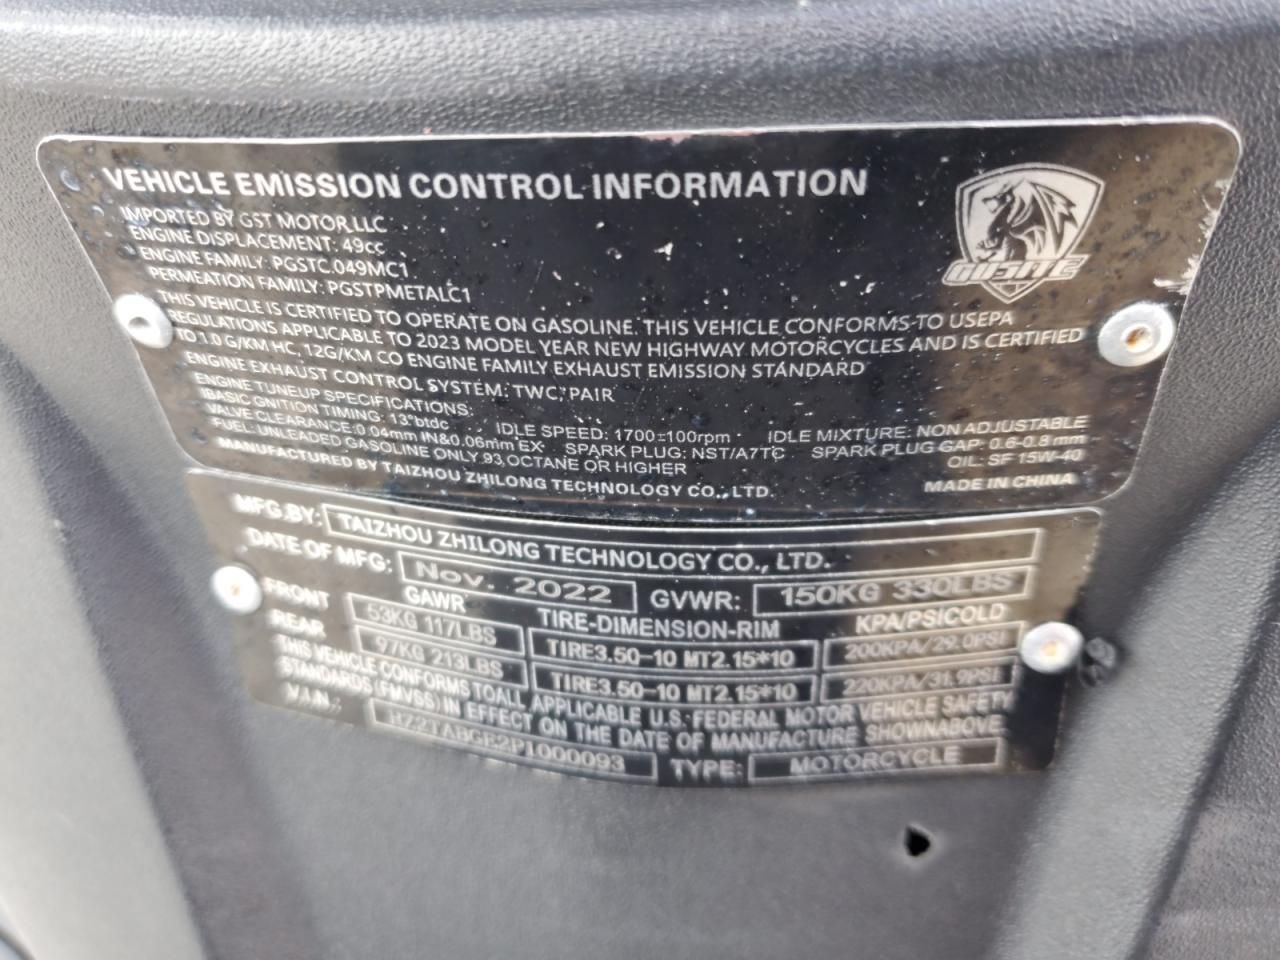 VEHICLE EMISSION CONTROL INFORMATION
IMPORTED BY GST MOTOR,LLC
ENGINE DISPLACEMENT: 49cc
ENGINE FAMILY: PGSTC.049MC1
PERMEATION FAMILY: PGSTPMETALC1
GUSITE
THIS VEHICLE IS CERTIFIED TO OPERATE ON GASOLINE. THIS VEHICLE CONFORMS TO USEPA
REGULATIONS APPLICABLE TO 2023 MODEL YEAR NEW HIGHWAY MOTORCYCLES AND IS CERTIFIED
TO 1.0 G/KM HC, 12G/KM CO ENGINE FAMILY EXHAUST EMISSION STANDARD
ENGINE EXHAUST CONTROL SYSTEM: TWC, PAIR
ENGINE TUNEUP SPECIFICATIONS:
IBASIC GNITION TIMING: 13°btdc IDLE SPEED: 1700±100rpm IDLE MIXTURE: NON ADJUSTABLE
VALVE CLEARANCE:0.04mm IN&0.06mm EX SPARK PLUG: NST/A7TC SPARK PLUG GAP: 0.6-0.8mm
FUEL: UNLEADED GASOLINE ONLY 93 OCTANE OR HIGHER OIL: SF 15W-40
MANUFACTURED BY TAIZHOU ZHILONG TECHNOLOGY CO., LTD. MADE IN CHINA
MFG.BY: TAIZHOU ZHILONG TECHNOLOGY CO., LTD.
DATE OF MFG: Nov. 2022 GVWR: 150KG 330LBS
GAWR TIRE-DIMENSION-RIM KPA/PSICOLD
FRONT 53KG 117LBS TIRE3.50-10 MT2.15*10 200KPA/29.0PSI
REAR 97KG 213LBS TIRE3.50-10 MT2.15*10 220KPA/31.9PSI
THIS VEHICLE CONFORMS TOALL APPLICABLE U.S. FEDERAL MOTOR VEHICLE SAFETY
STANDARDS (FMVSS) IN EFFECT ON THE DATE OF MANUFACTURE SHOWNABOVE
V.I.N.: TYPE: MOTORCYCLE